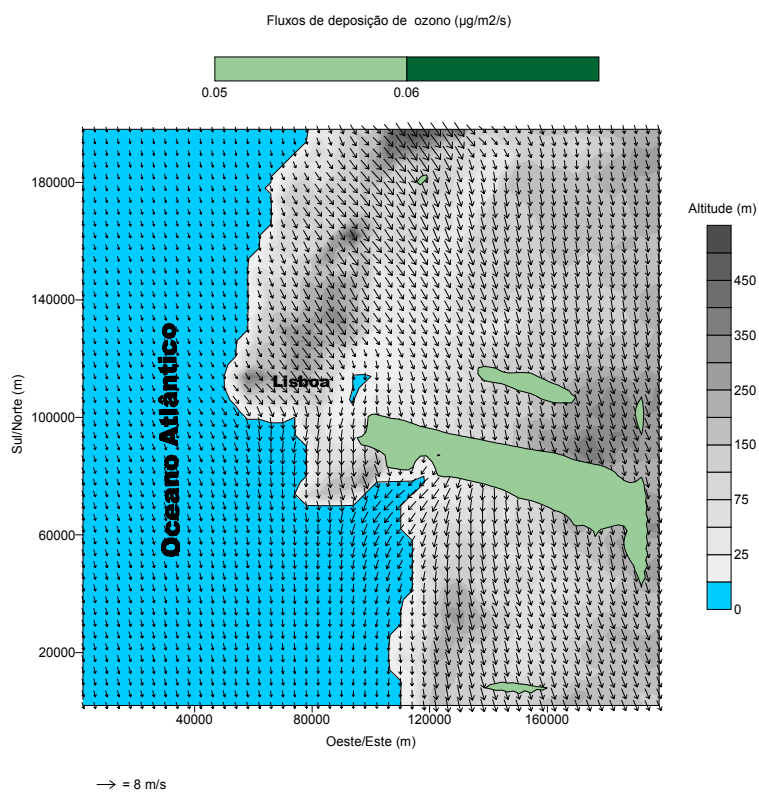 Fluxos de deposição de ozono (µg/m2/s)
0.05
0.06
Altitude (m)
450
350
250
150
75
25
0
180000
140000
100000
60000
20000
Sul/Norte (m)
Oceano Atlântico
Lisboa
40000
80000
120000
160000
Oeste/Este (m)
= 8 m/s